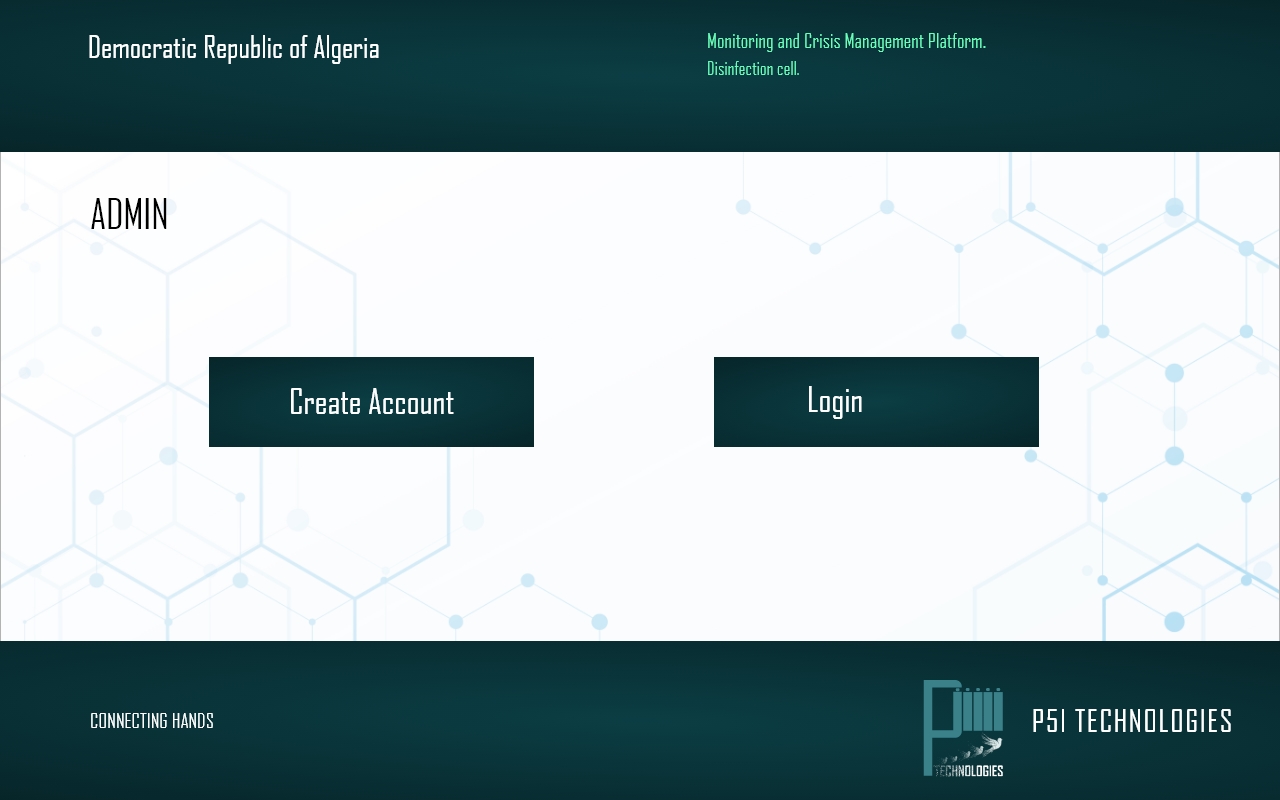 Democratic Republic of Algeria
Monitoring and Crisis Management Platform.
Disinfection cell.
ADMIN
Create Account
Login
CONNECTING HANDS
TECHNOLOGIES
P5I TECHNOLOGIES